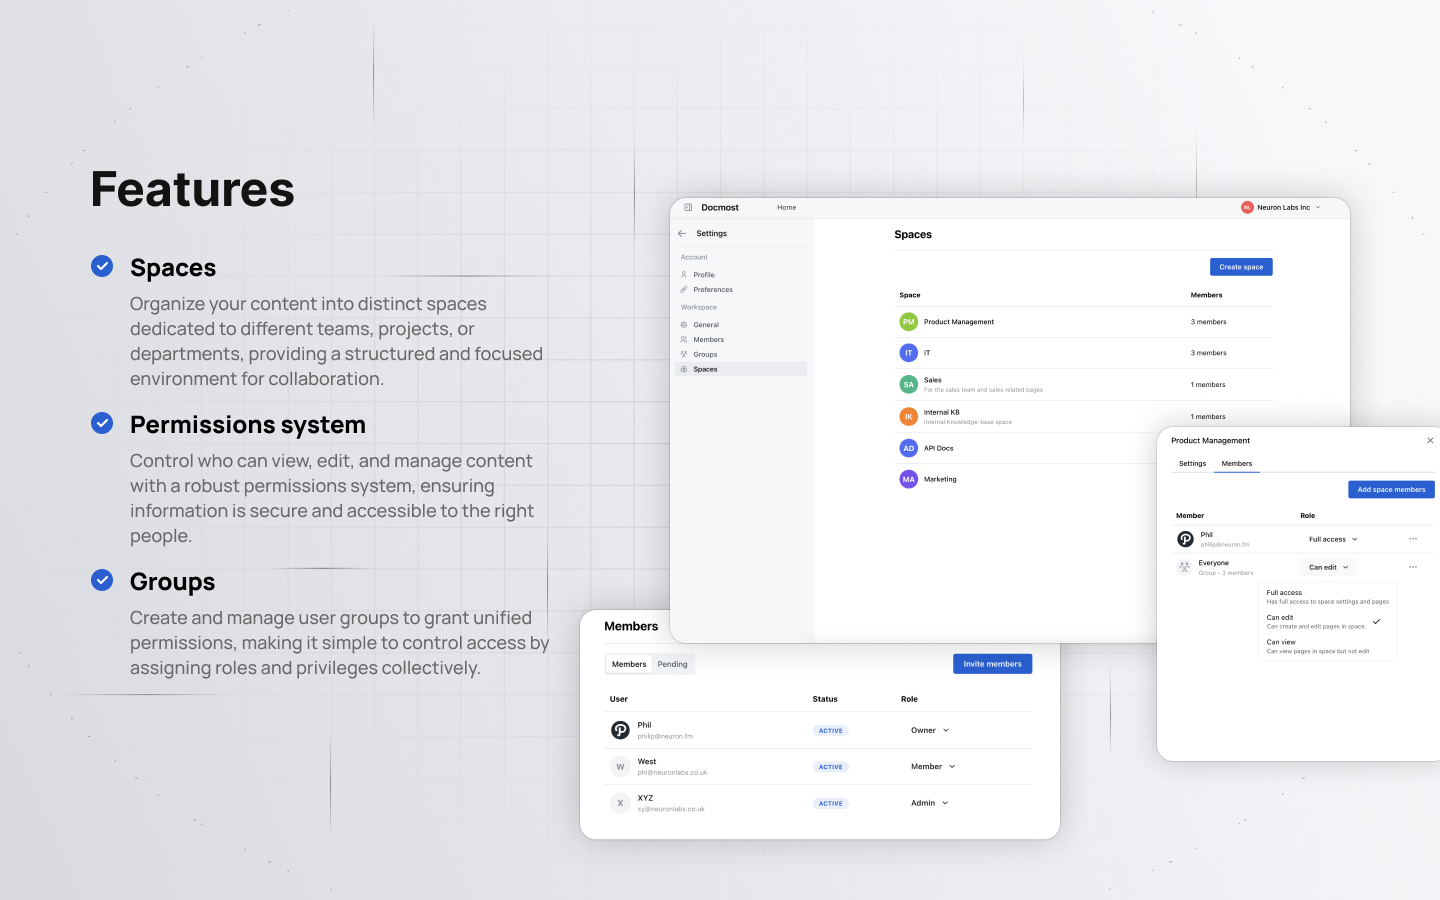 Features
Spaces
Organize your content into distinct spaces
dedicated to different teams, projects, or
departments, providing a structured and focused
environment for collaboration.
Permissions system
Control who can view, edit, and manage content
with a robust permissions system, ensuring
information is secure and accessible to the right
people.
Groups
Create and manage user groups to grant unified
permissions, making it simple to control access by
assigning roles and privileges collectively.
Docmost Home NL Neuron Labs Inc
Settings
Account
Profile
Preferences
Workspace
General
Members
Groups
Spaces
Spaces
Create space
Space Members
PM Product Management 3 members
IT IT 3 members
SA Sales 1 members
For the sales team and sales related pages
IK Internal KB 1 members
Internal Knowledge-base space
AD API Docs
MA Marketing
Product Management
Settings Members
Add space members
Member Role
Phil Full access
philip@neuron.fm
Everyone Can edit
Group - 3 members
Full access
Has full access to space settings and pages
Can edit
Can create and edit pages in space.
Can view
Can view pages in space but not edit
Members
Members Pending Invite members
User Status Role
Phil ACTIVE Owner
philip@neuron.fm
W West ACTIVE Member
phl@neuronlabs.co.uk
X XYZ ACTIVE Admin
xy@neuronlabs.co.uk